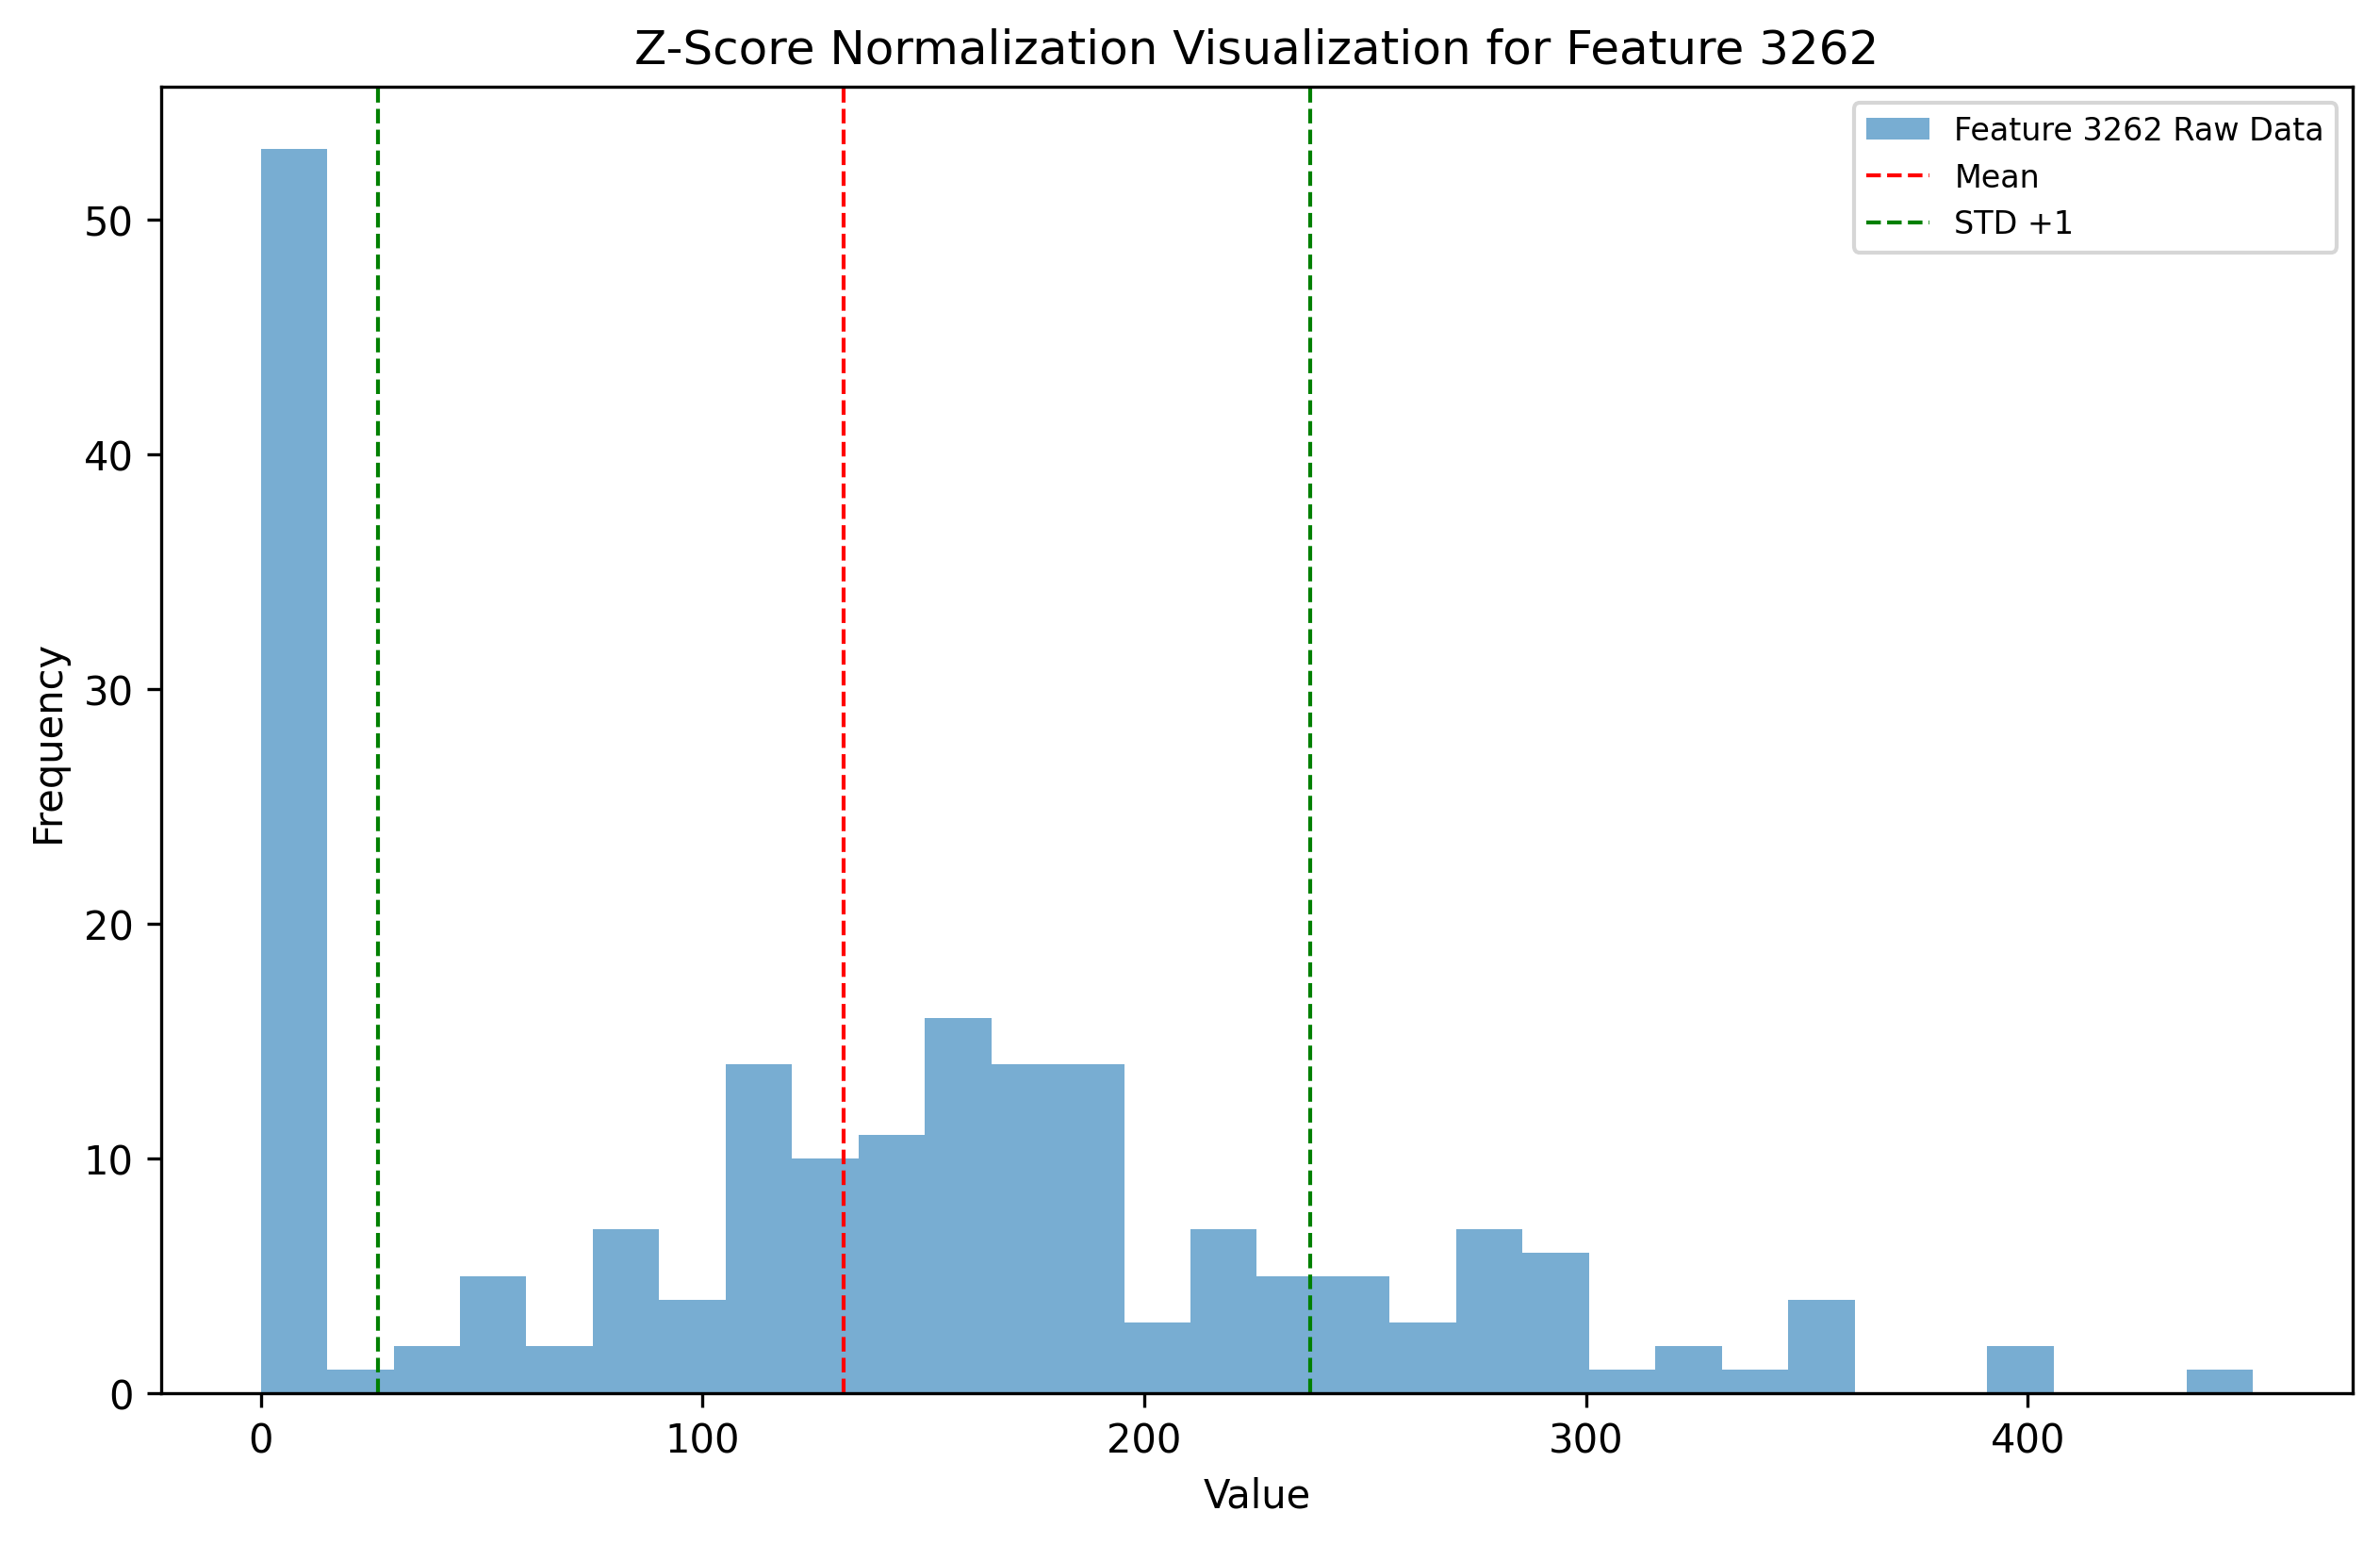 Z-Score Normalization Visualization for Feature 3262
Feature 3262 Raw Data
Mean
STD +1
50
40
30
20
10
0
Frequency
0 100 200 300 400
Value